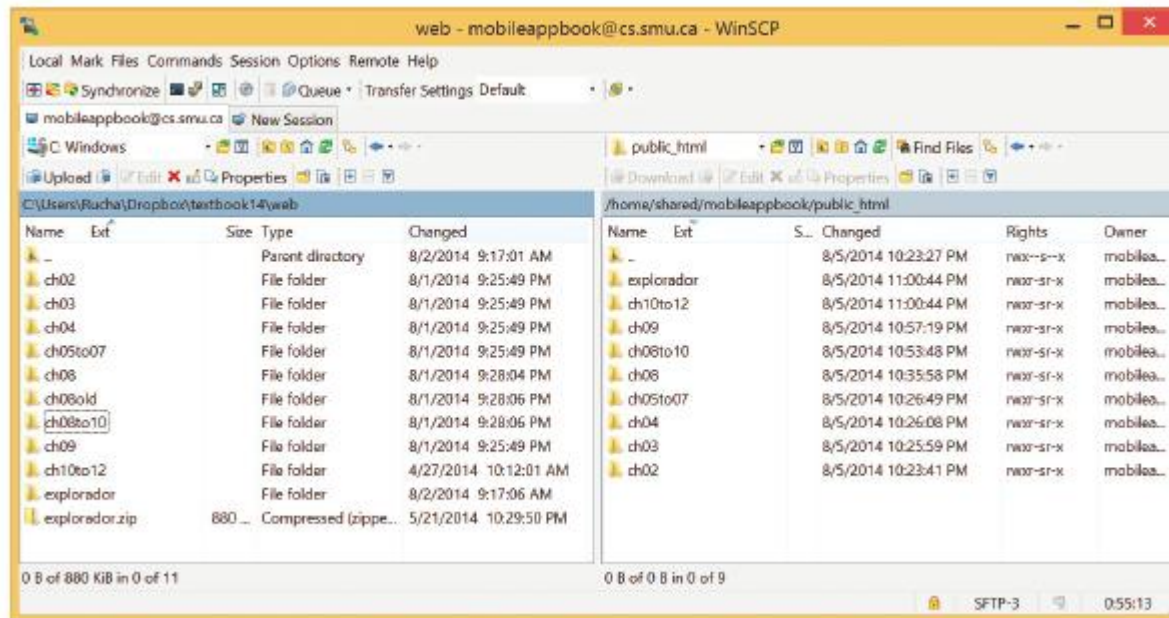 web - mobileappbook@cs.smu.ca - WinSCP
Local Mark Files Commands Session Options Remote Help
Synchronize Queue Transfer Settings Default
mobileappbook@cs.smu.ca New Session
C: Windows
Upload Edit Properties
C:\Users\Rucha\Dropbox\textbook14\web
Name Ext Size Type Changed
.. Parent directory 8/2/2014 9:17:01 AM
ch02 File folder 8/1/2014 9:25:49 PM
ch03 File folder 8/1/2014 9:25:49 PM
ch04 File folder 8/1/2014 9:25:49 PM
ch05to07 File folder 8/1/2014 9:25:49 PM
ch08 File folder 8/1/2014 9:28:04 PM
ch08old File folder 8/1/2014 9:28:06 PM
ch08to10 File folder 8/1/2014 9:28:06 PM
ch09 File folder 8/1/2014 9:25:49 PM
ch10to12 File folder 4/27/2014 10:12:01 AM
explorador File folder 8/2/2014 9:17:06 AM
explorador.zip 880 ... Compressed (zippe... 5/21/2014 10:29:50 PM
0 B of 880 KiB in 0 of 11
public_html Find Files
Download Edit Properties
/home/shared/mobileappbook/public_html
Name Ext S... Changed Rights Owner
.. 8/5/2014 10:23:27 PM rwx--s--x mobilea...
explorador 8/5/2014 11:00:44 PM rwxr-sr-x mobilea...
ch10to12 8/5/2014 11:00:44 PM rwxr-sr-x mobilea...
ch09 8/5/2014 10:57:19 PM rwxr-sr-x mobilea...
ch08to10 8/5/2014 10:53:48 PM rwxr-sr-x mobilea...
ch08 8/5/2014 10:35:58 PM rwxr-sr-x mobilea...
ch05to07 8/5/2014 10:26:49 PM rwxr-sr-x mobilea...
ch04 8/5/2014 10:26:08 PM rwxr-sr-x mobilea...
ch03 8/5/2014 10:25:59 PM rwxr-sr-x mobilea...
ch02 8/5/2014 10:23:41 PM rwxr-sr-x mobilea...
0 B of 0 B in 0 of 9
SFTP-3 0:55:13